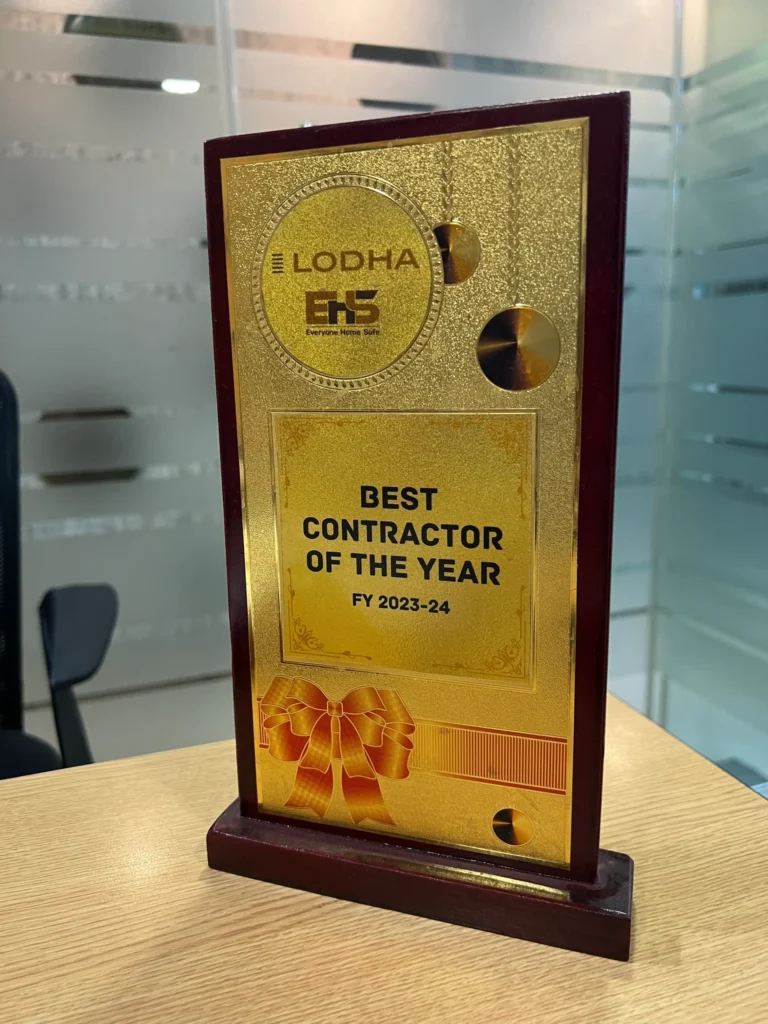 LODHA
EHS
Everyone Home Safe
BEST
CONTRACTOR
OF THE YEAR
FY 2023-24